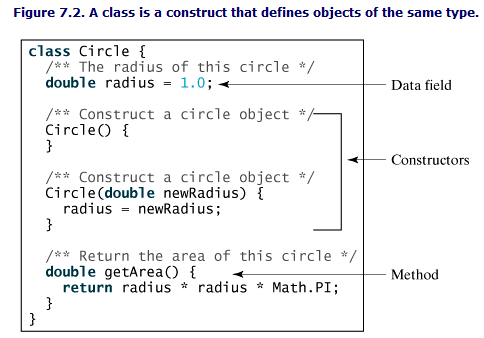 Figure 7.2. A class is a construct that defines objects of the same type.
class Circle {
/** The radius of this circle */
double radius = 1.0;
Data field
/** Construct a circle object */
Circle() {
}
Constructors
/** Construct a circle object */
Circle(double newRadius) {
radius = newRadius;
}
/** Return the area of this circle */
double getArea() {
Method
return radius * radius * Math.PI;
}
}